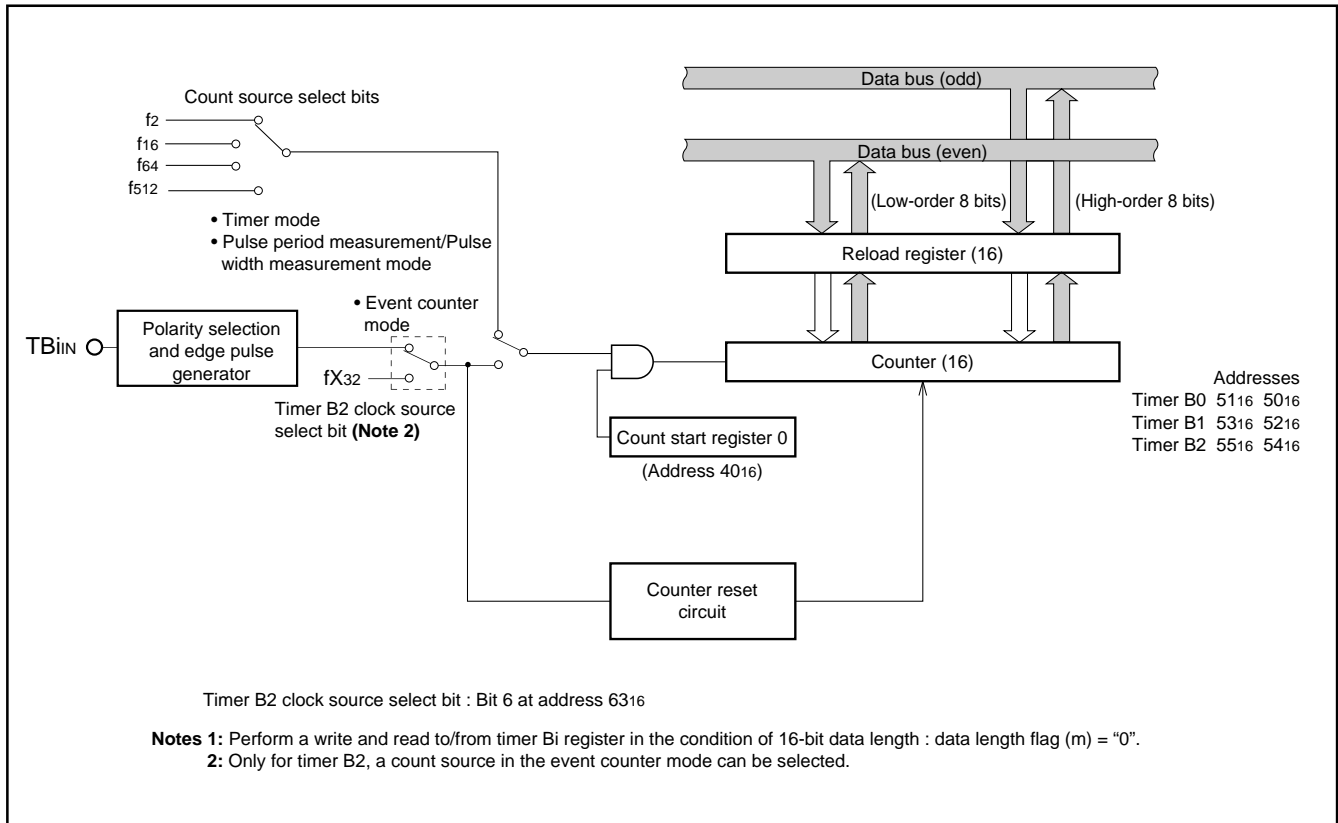 Data bus (odd)
Count source select bits
f2
f16
f64
f512
Data bus (even)
(Low-order 8 bits)
(High-order 8 bits)
• Timer mode
• Pulse period measurement/Pulse
width measurement mode
Reload register (16)
• Event counter
mode
TBiIN
Polarity selection
and edge pulse
generator
fX32
Timer B2 clock source
select bit (Note 2)
Counter (16)
Count start register 0
(Address 4016)
Addresses
Timer B0 5116 5016
Timer B1 5316 5216
Timer B2 5516 5416
Counter reset
circuit
Timer B2 clock source select bit : Bit 6 at address 6316
Notes 1: Perform a write and read to/from timer Bi register in the condition of 16-bit data length : data length flag (m) = “0”.
2: Only for timer B2, a count source in the event counter mode can be selected.